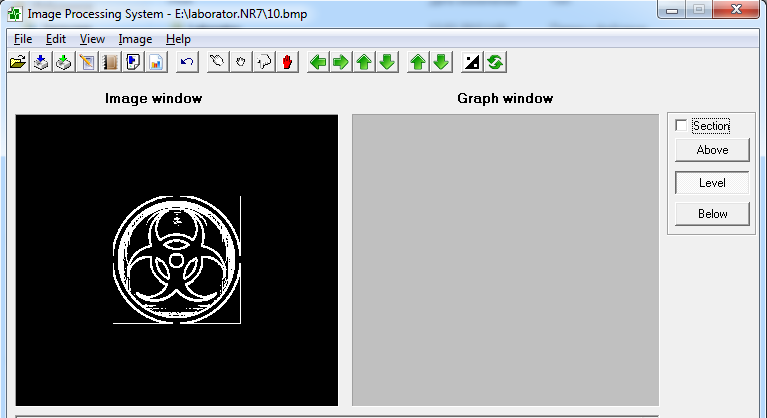 Image Processing System - E:\laborator.NR7\10.bmp
File Edit View Image Help
Image window Graph window
Section
Above
Level
Below